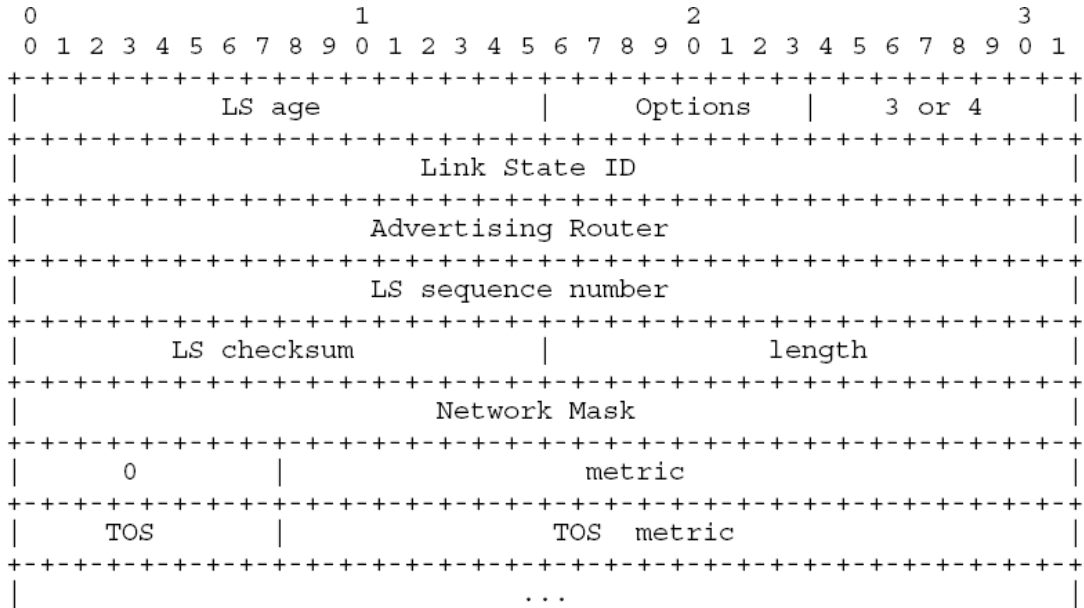 0                   1                   2                   3
 0 1 2 3 4 5 6 7 8 9 0 1 2 3 4 5 6 7 8 9 0 1 2 3 4 5 6 7 8 9 0 1
+-+-+-+-+-+-+-+-+-+-+-+-+-+-+-+-+-+-+-+-+-+-+-+-+-+-+-+-+-+-+-+-+
|            LS age             |     Options   |    3 or 4     |
+-+-+-+-+-+-+-+-+-+-+-+-+-+-+-+-+-+-+-+-+-+-+-+-+-+-+-+-+-+-+-+-+
|                        Link State ID                          |
+-+-+-+-+-+-+-+-+-+-+-+-+-+-+-+-+-+-+-+-+-+-+-+-+-+-+-+-+-+-+-+-+
|                     Advertising Router                        |
+-+-+-+-+-+-+-+-+-+-+-+-+-+-+-+-+-+-+-+-+-+-+-+-+-+-+-+-+-+-+-+-+
|                     LS sequence number                        |
+-+-+-+-+-+-+-+-+-+-+-+-+-+-+-+-+-+-+-+-+-+-+-+-+-+-+-+-+-+-+-+-+
|         LS checksum           |             length            |
+-+-+-+-+-+-+-+-+-+-+-+-+-+-+-+-+-+-+-+-+-+-+-+-+-+-+-+-+-+-+-+-+
|                         Network Mask                          |
+-+-+-+-+-+-+-+-+-+-+-+-+-+-+-+-+-+-+-+-+-+-+-+-+-+-+-+-+-+-+-+-+
|      0        |                  metric                       |
+-+-+-+-+-+-+-+-+-+-+-+-+-+-+-+-+-+-+-+-+-+-+-+-+-+-+-+-+-+-+-+-+
|     TOS       |                TOS  metric                    |
+-+-+-+-+-+-+-+-+-+-+-+-+-+-+-+-+-+-+-+-+-+-+-+-+-+-+-+-+-+-+-+-+
|                              ...                              |